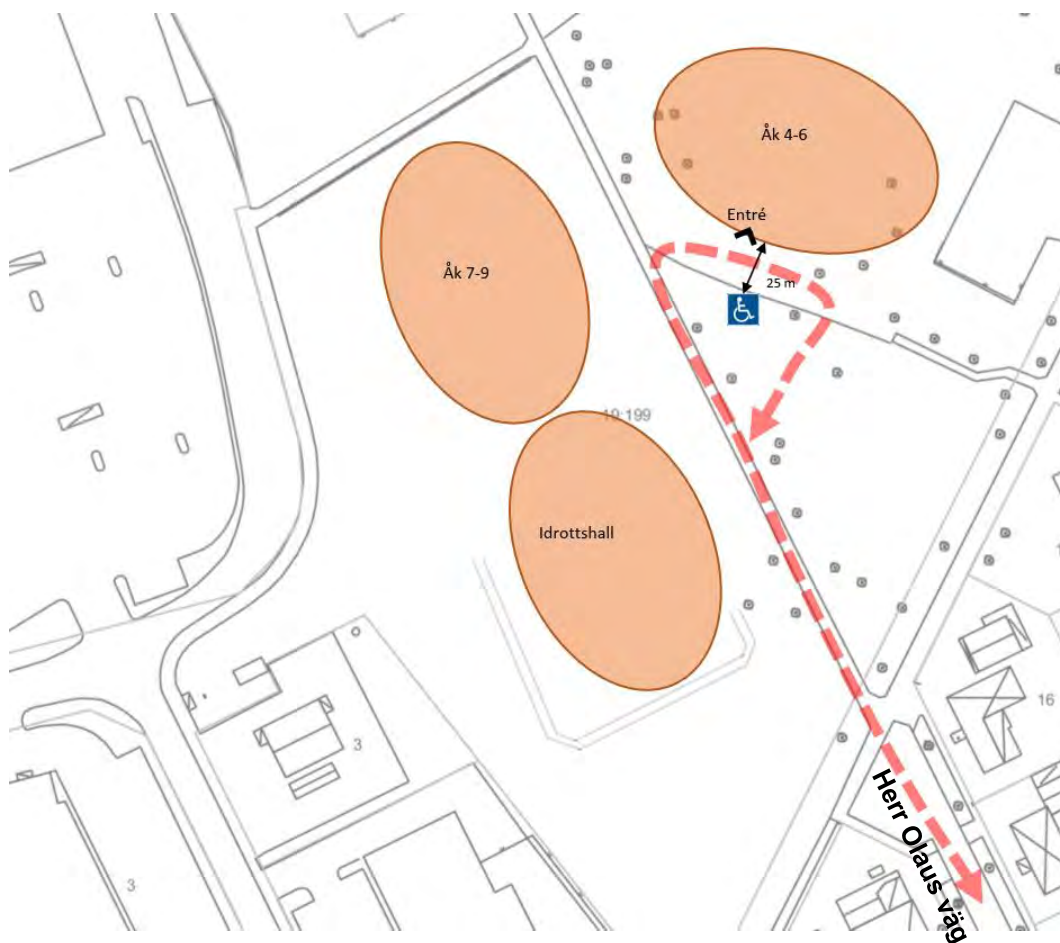 Åk 4-6
Entré
Åk 7-9
25 m
19:199
Idrottshall
16
3
Herr Olaus väg
3